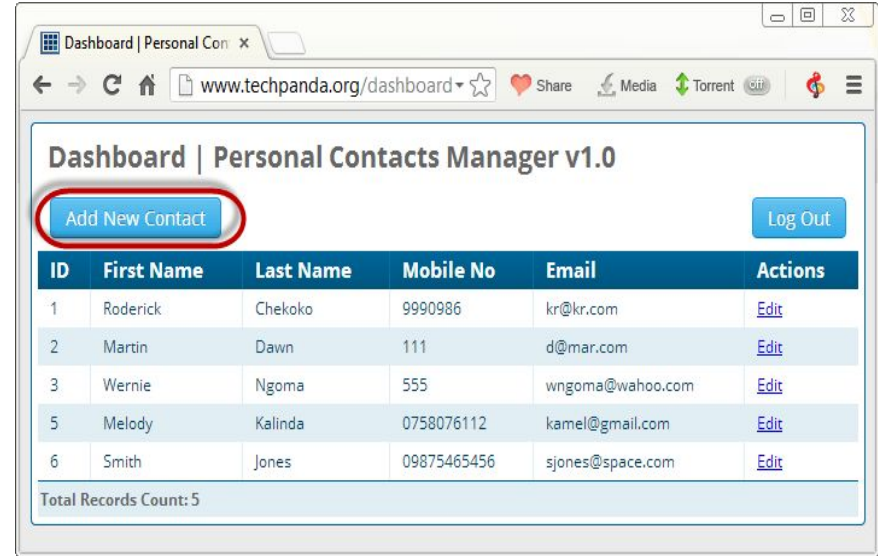 Dashboard | Personal Con
www.techpanda.org/dashboard Share Media Torrent off
Dashboard | Personal Contacts Manager v1.0
Add New Contact Log Out
ID First Name Last Name Mobile No Email Actions
1 Roderick Chekoko 9990986 kr@kr.com Edit
2 Martin Dawn 111 d@mar.com Edit
3 Wernie Ngoma 555 wngoma@wahoo.com Edit
5 Melody Kalinda 0758076112 kamel@gmail.com Edit
6 Smith Jones 09875465456 sjones@space.com Edit
Total Records Count: 5